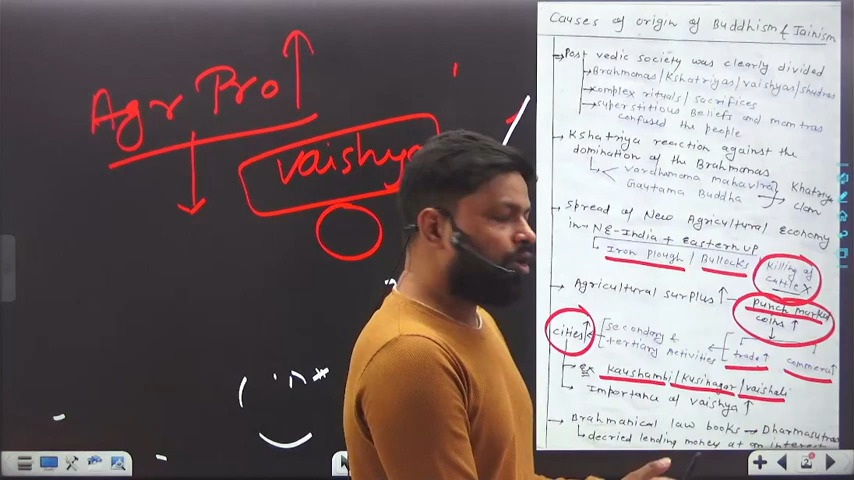 Agr Pro ↑
vaishya
Causes of origin of Buddhism & Jainism
→ Post vedic society was clearly divided
→ Brahmanas/Kshatriyas/vaishyas/shudras
→ complex rituals/sacrifices
→ superstitious Beliefs and mantras
confused the people
→ Kshatriya reaction against the
domination of the Brahmanas
Vardhamana mahavira
Gautama Buddha
Khatriya
clan
→ Spread of New Agricultural Economy
in → NE-India + Eastern up
Iron plough / Bullocks
Killing of
cattle X
→ Agricultural surplus ↑
Punch marked
coins ↑
cities ↑
secondary &
tertiary Activities
trade ↑
commerce ↑
→ ex Kaushambi / Kusinagar / vaishali
→ Importance of vaishya ↑
→ Brahmanical law books → Dharmasutras
decried lending money at an interest
2